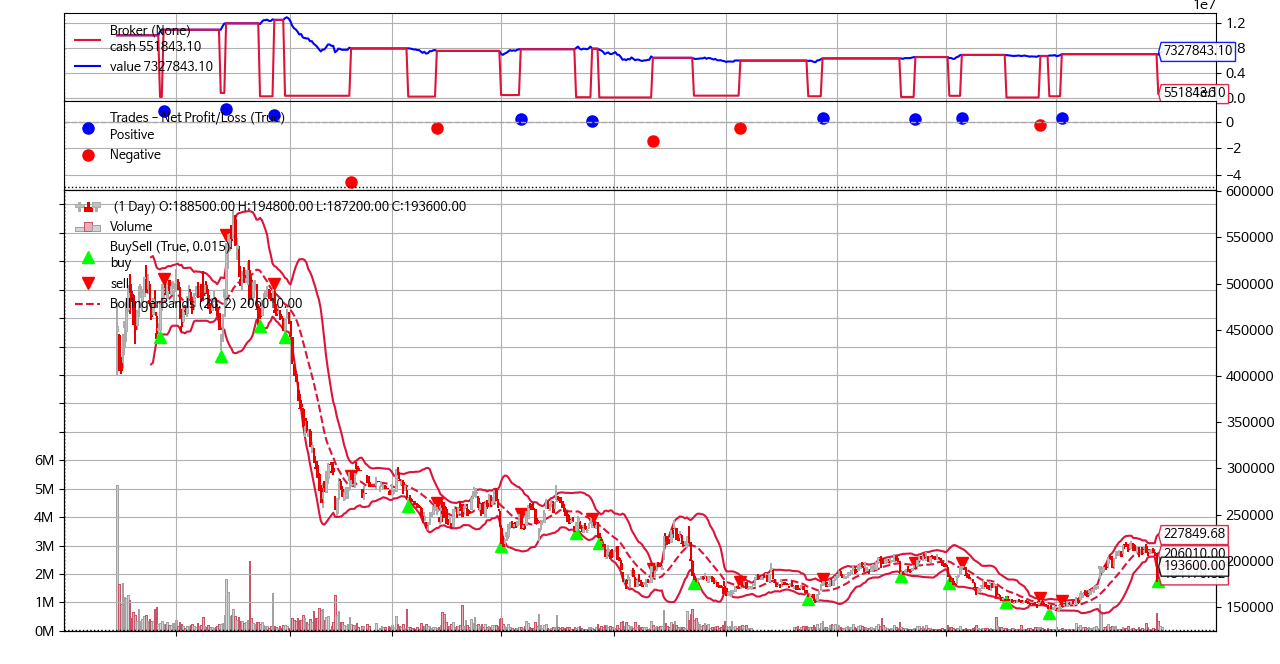 1e7
Broker (None)
cash 551843.10
value 7327843.10
1.2
7327843.10
8
0.4
0.0
Trades - Net Profit/Loss (True)
Positive
Negative
0
−2
−4
(1 Day) O:188500.00 H:194800.00 L:187200.00 C:193600.00
Volume
BuySell (True, 0.015)
buy
sell
BollingerBands (20, 2) 206010.00
600000
550000
500000
450000
400000
350000
300000
250000
227849.68
206010.00
200000
193600.00
150000
6M
5M
4M
3M
2M
1M
0M